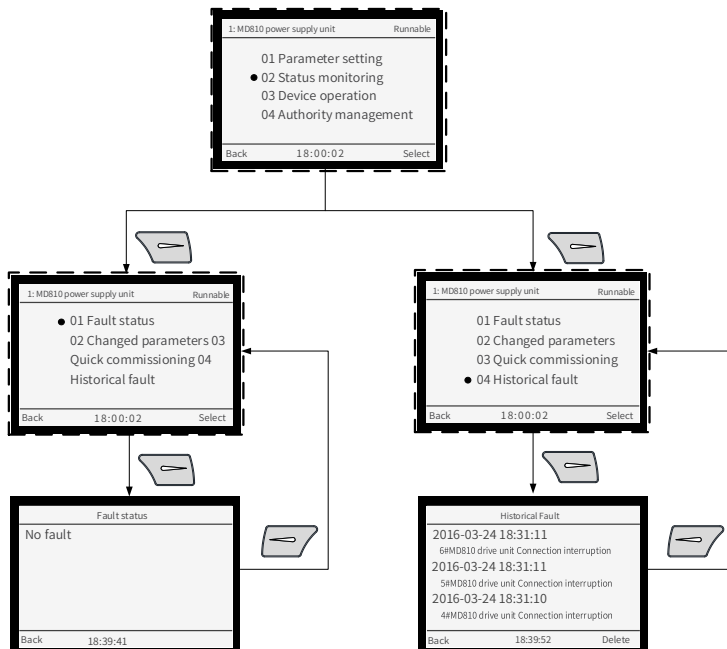 1: MD810 power supply unit Runnable
01 Parameter setting
02 Status monitoring
03 Device operation
04 Authority management
Back 18:00:02 Select
1: MD810 power supply unit Runnable
01 Fault status
02 Changed parameters 03
Quick commissioning 04
Historical fault
Back 18:00:02 Select
1: MD810 power supply unit Runnable
01 Fault status
02 Changed parameters
03 Quick commissioning
04 Historical fault
Back 18:00:02 Select
Fault status
No fault
Back 18:39:41
Historical Fault
2016-03-24 18:31:11
6#MD810 drive unit Connection interruption
2016-03-24 18:31:11
5#MD810 drive unit Connection interruption
2016-03-24 18:31:10
4#MD810 drive unit Connection interruption
Back 18:39:52 Delete